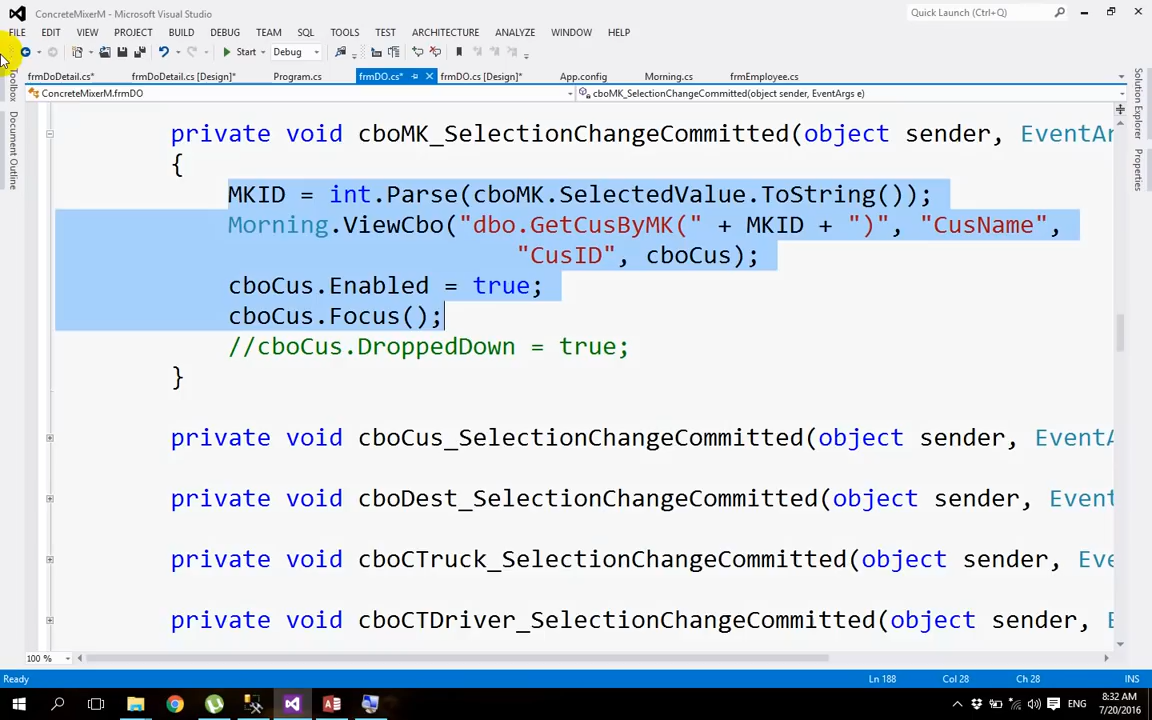 ConcreteMixerM - Microsoft Visual Studio
Quick Launch (Ctrl+Q)
FILE EDIT VIEW PROJECT BUILD DEBUG TEAM SQL TOOLS TEST ARCHITECTURE ANALYZE WINDOW HELP
Start Debug
Toolbox
Document Outline
frmDoDetail.cs* frmDoDetail.cs [Design]* Program.cs frmDO.cs* frmDO.cs [Design]* App.config Morning.cs frmEmployee.cs
ConcreteMixerM.frmDO cboMK_SelectionChangeCommitted(object sender, EventArgs e)
Solution Explorer
Properties
private void cboMK_SelectionChangeCommitted(object sender, EventAr
{
MKID = int.Parse(cboMK.SelectedValue.ToString());
Morning.ViewCbo("dbo.GetCusByMK(" + MKID + ")", "CusName",
"CusID", cboCus);
cboCus.Enabled = true;
cboCus.Focus();
//cboCus.DroppedDown = true;
}
private void cboCus_SelectionChangeCommitted(object sender, EventA
private void cboDest_SelectionChangeCommitted(object sender, Event
private void cboCTruck_SelectionChangeCommitted(object sender, Eve
private void cboCTDriver_SelectionChangeCommitted(object sender, E
100 %
Ready Ln 188 Col 28 Ch 28 INS
ENG 8:32 AM
7/20/2016